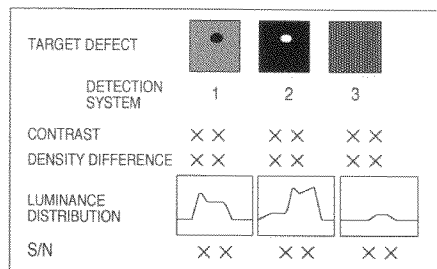 TARGET DEFECT
DETECTION
SYSTEM 1 2 3
CONTRAST ×× ×× ××
DENSITY DIFFERENCE ×× ×× ××
LUMINANCE
DISTRIBUTION
S/N ×× ×× ××